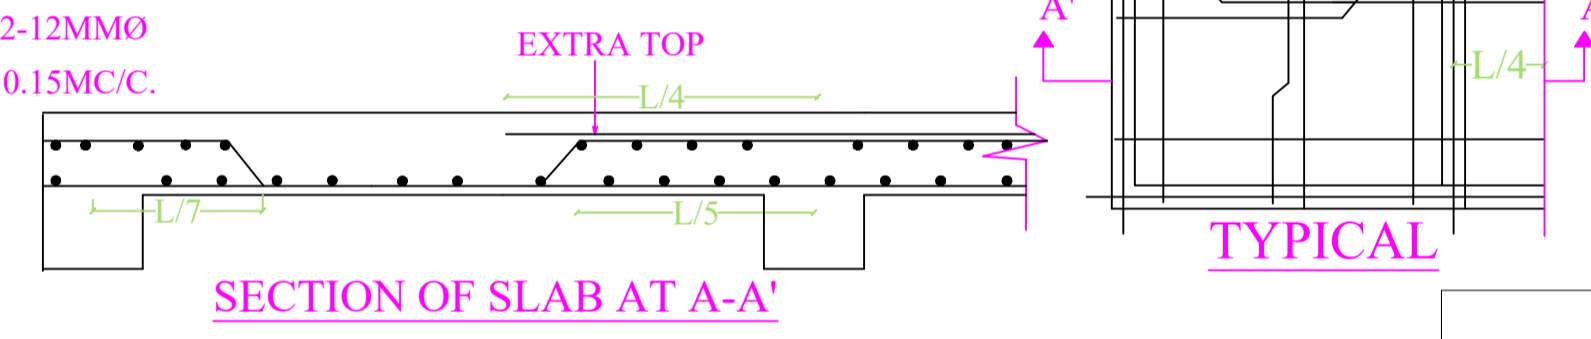 2-12MMØ
0.15MC/C.
EXTRA TOP
L/4
L/7
L/5
SECTION OF SLAB AT A-A'
A'
L/4
TYPICAL